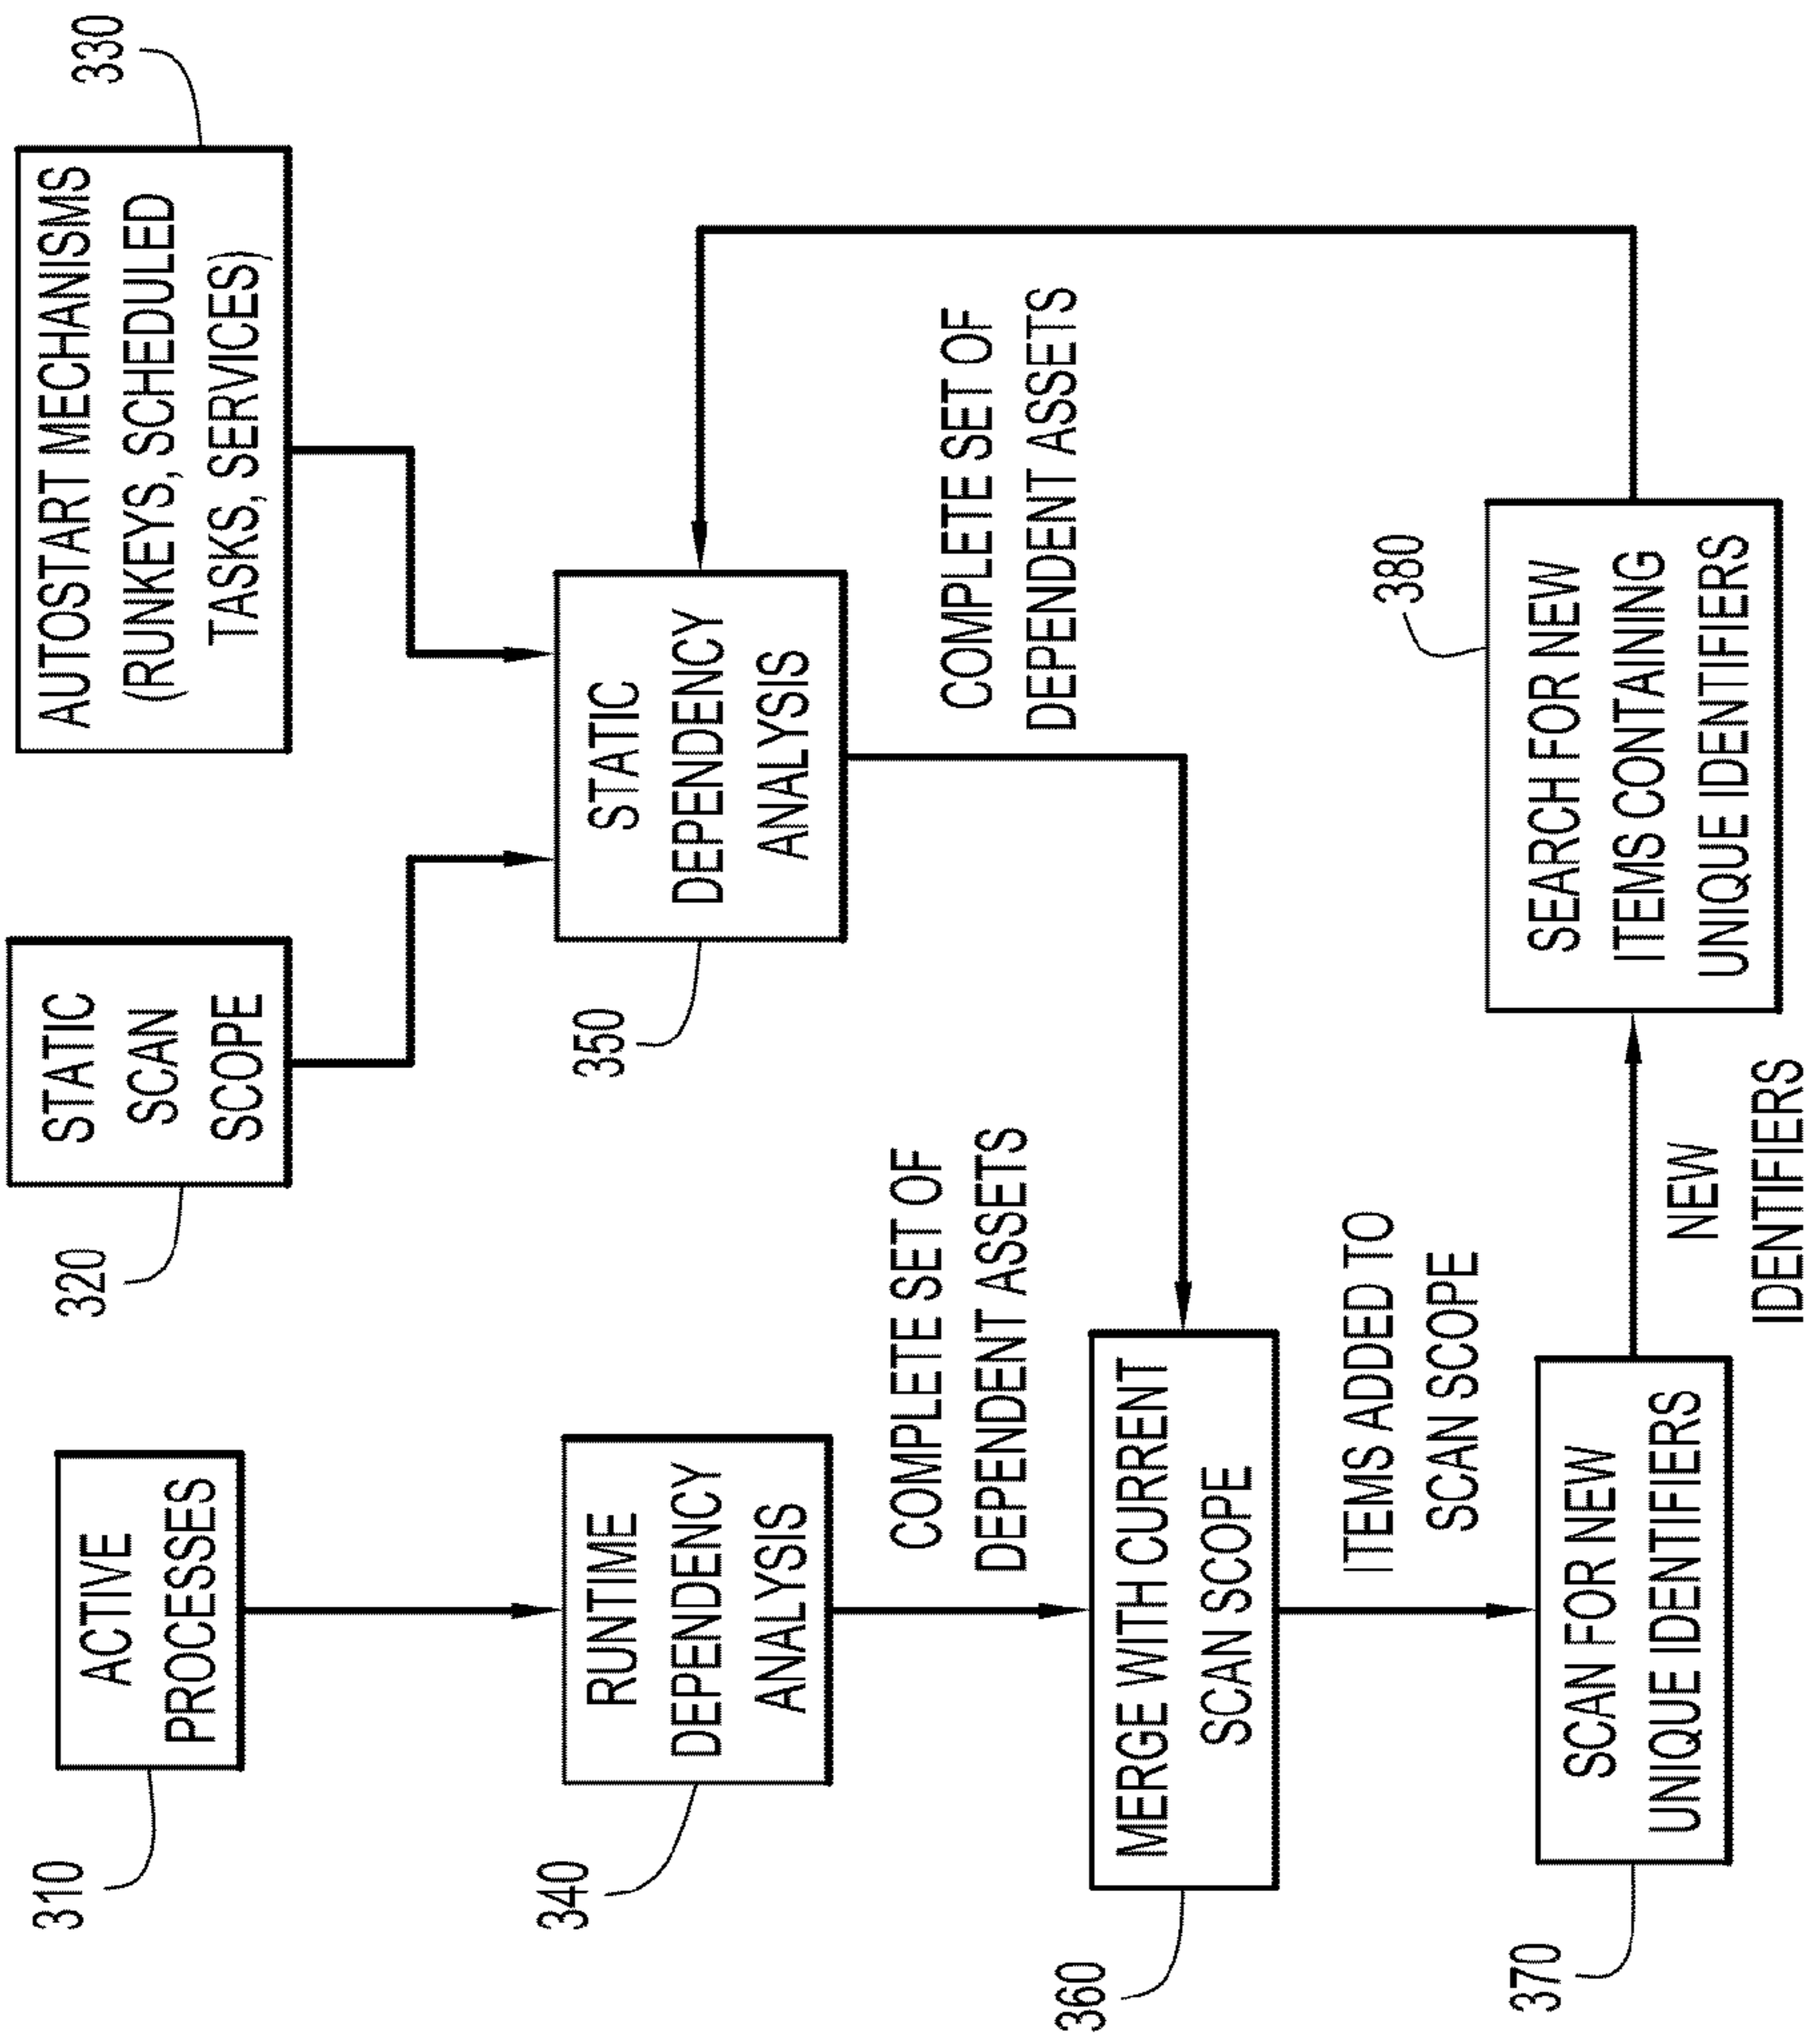 310
ACTIVE
PROCESSES
320
STATIC
SCAN
SCOPE
330
AUTOSTART MECHANISMS
(RUNKEYS, SCHEDULED
TASKS, SERVICES)
340
RUNTIME
DEPENDENCY
ANALYSIS
350
STATIC
DEPENDENCY
ANALYSIS
COMPLETE SET OF
DEPENDENT ASSETS
COMPLETE SET OF
DEPENDENT ASSETS
360
MERGE WITH CURRENT
SCAN SCOPE
ITEMS ADDED TO
SCAN SCOPE
370
SCAN FOR NEW
UNIQUE IDENTIFIERS
NEW
IDENTIFIERS
380
SEARCH FOR NEW
ITEMS CONTAINING
UNIQUE IDENTIFIERS